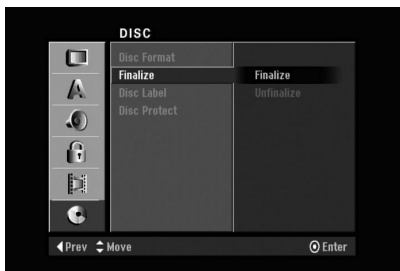 DISC
Disc Format
Finalize
Disc Label
Disc Protect
Finalize
Unfinalize
Prev Move Enter